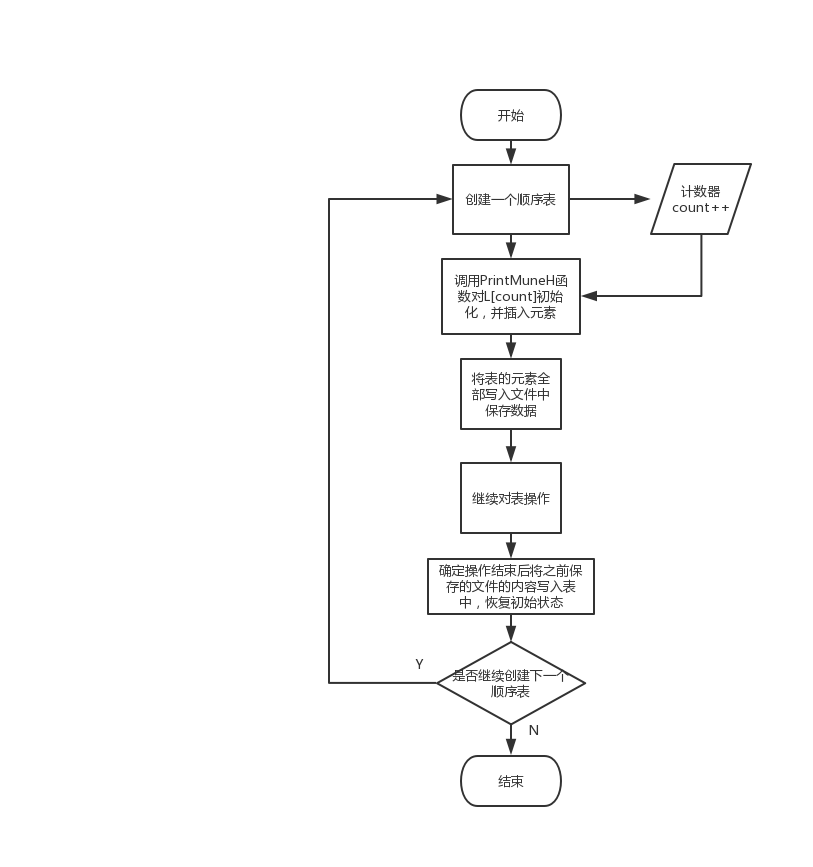 开始
创建一个顺序表
计数器
count++
调用PrintMuneH函
数对L[count]初始
化，并插入元素
将表的元素全
部写入文件中
保存数据
继续对表操作
确定操作结束后将之前保
存的文件的内容写入表
中，恢复初始状态
Y
是否继续创建下一个
顺序表
N
结束